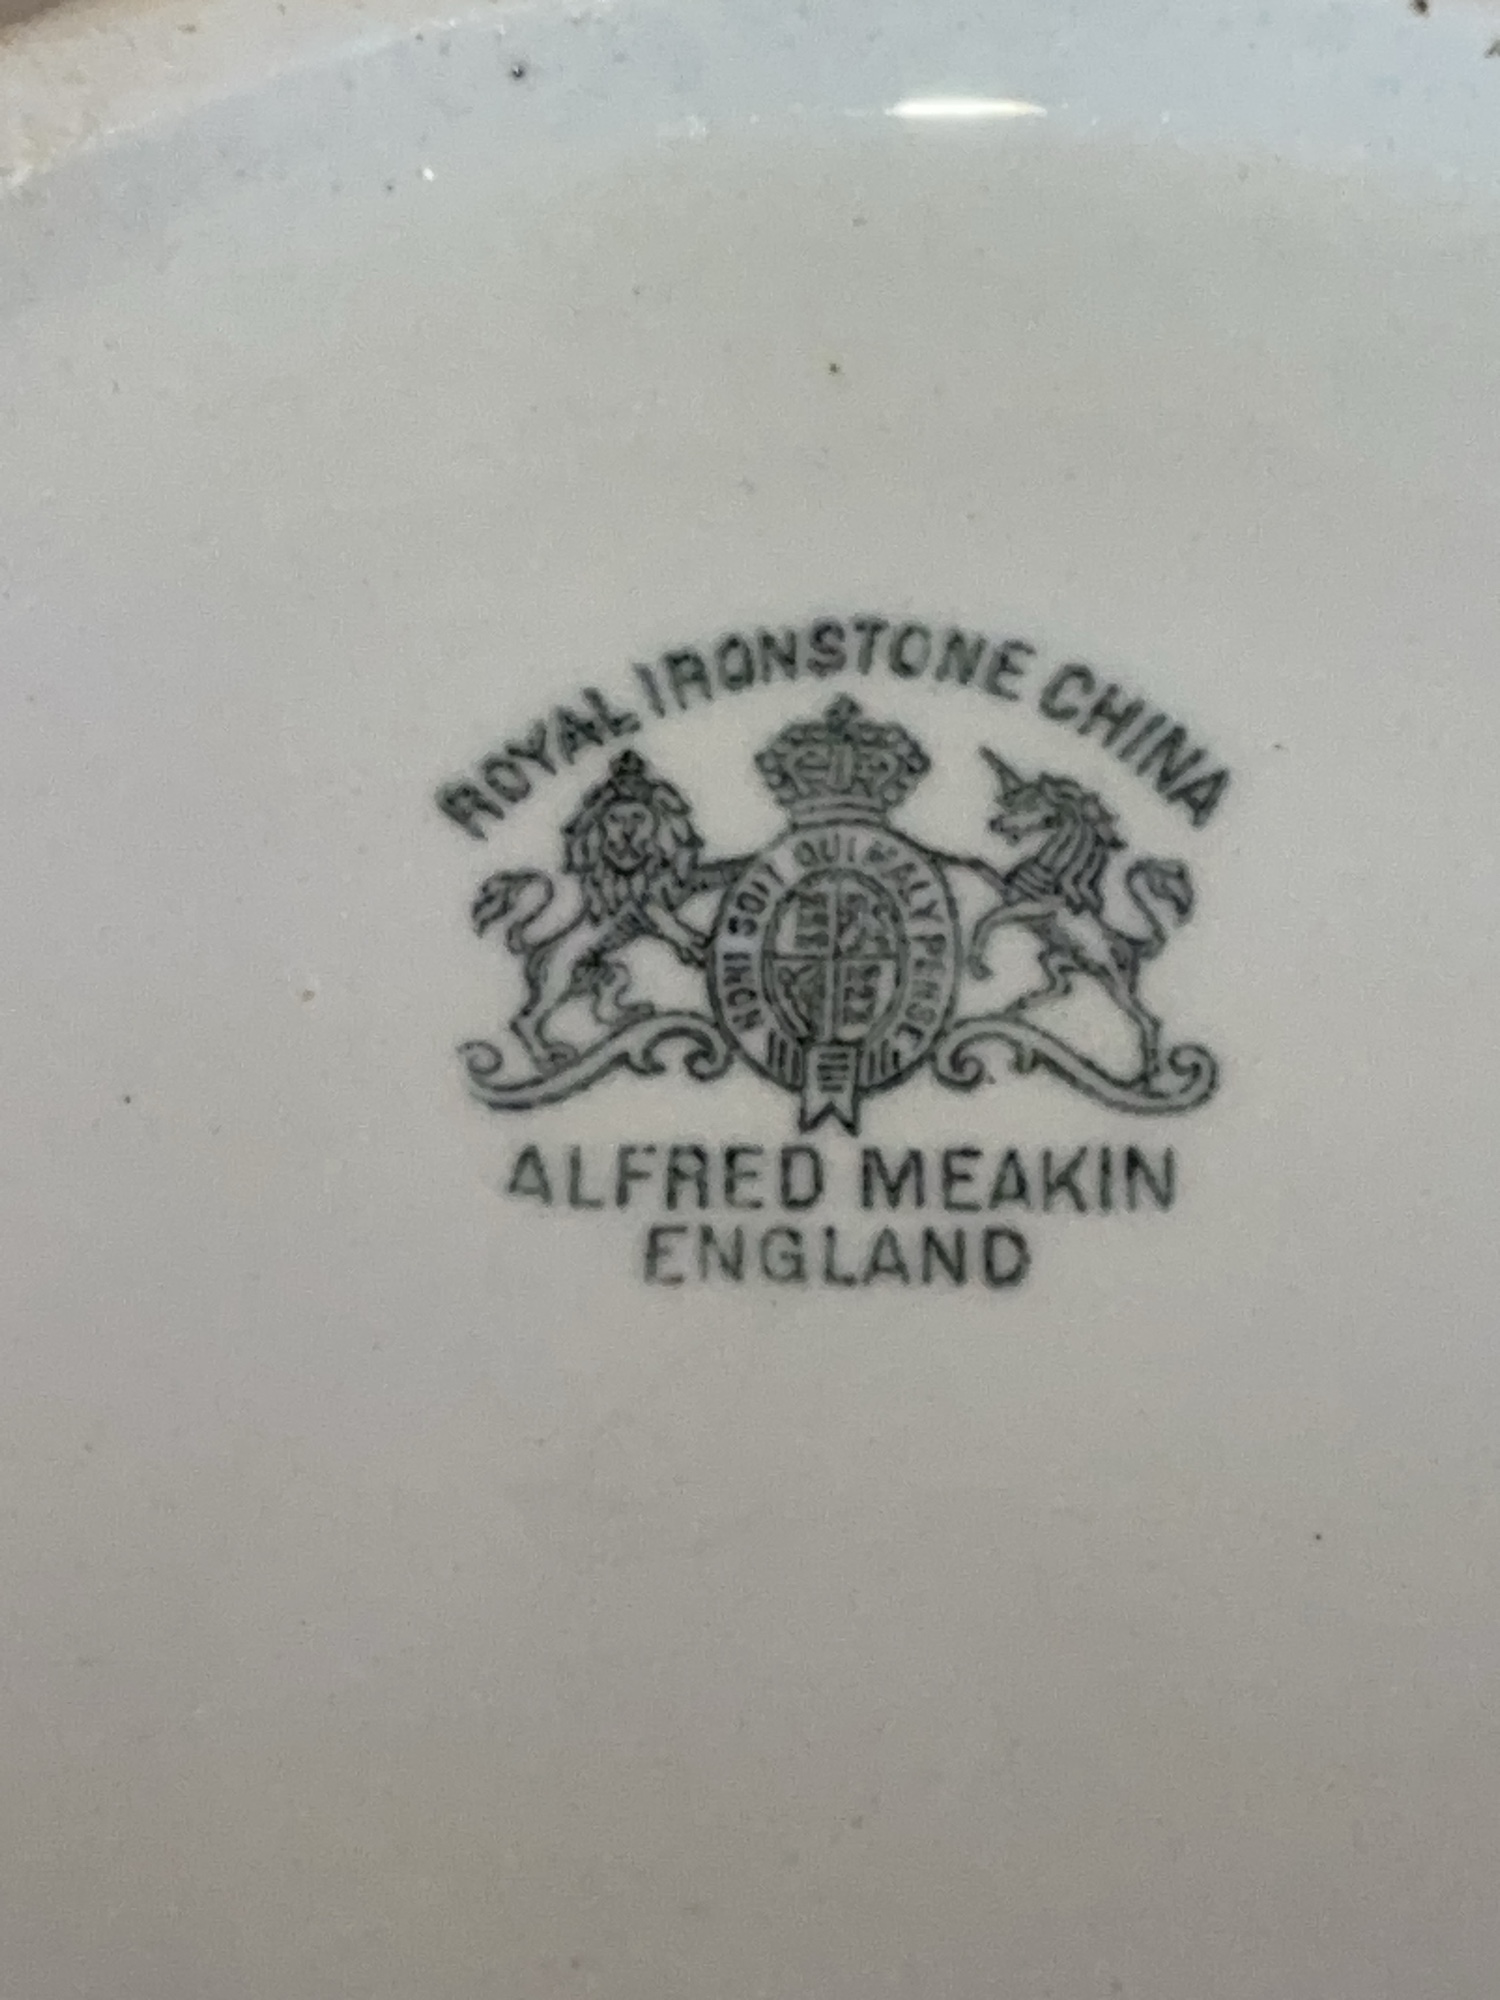 ROYAL IRONSTONE CHINA
HONI SOIT QUI MAL Y PENSE
ALFRED MEAKIN
ENGLAND